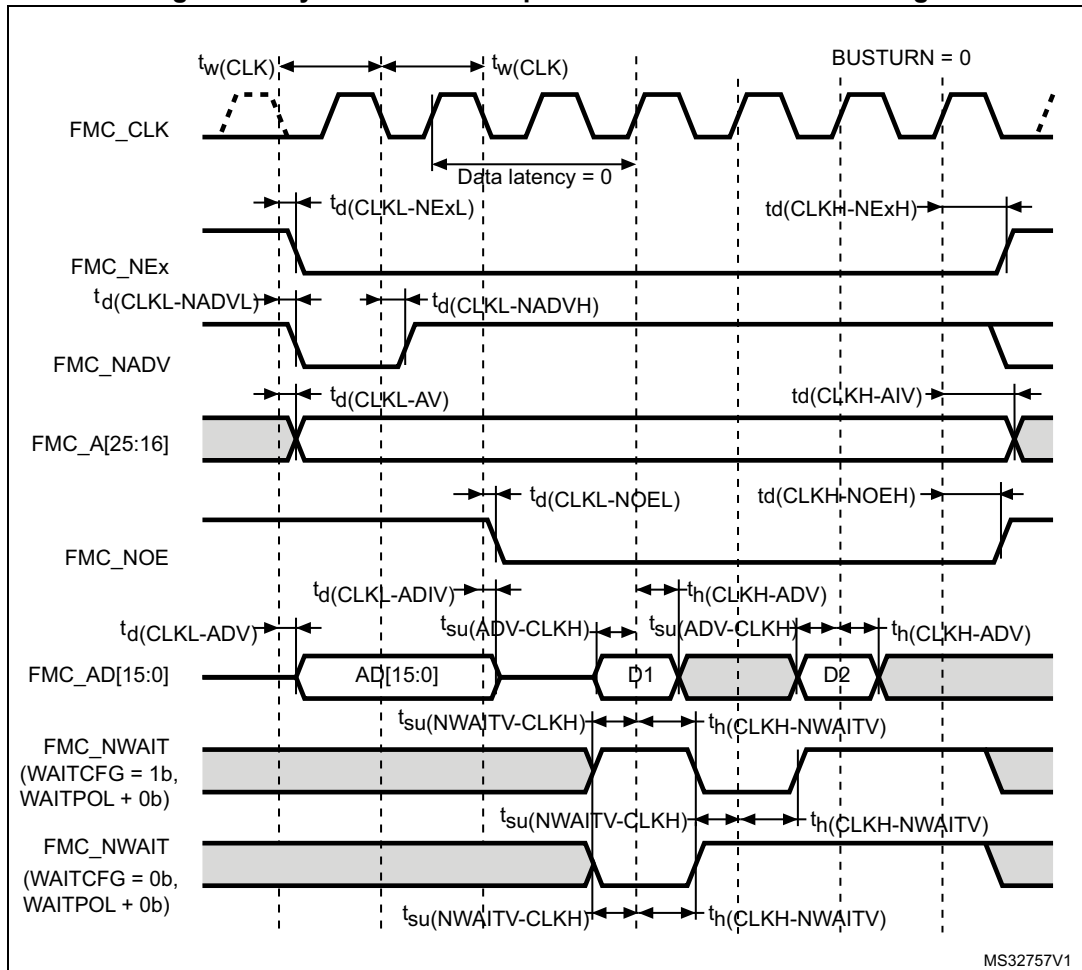 tw(CLK)
tw(CLK)
BUSTURN = 0
FMC_CLK
Data latency = 0
td(CLKL-NExL)
td(CLKH-NExH)
FMC_NEx
td(CLKL-NADVL)
td(CLKL-NADVH)
FMC_NADV
td(CLKL-AV)
td(CLKH-AIV)
FMC_A[25:16]
td(CLKL-NOEL)
td(CLKH-NOEH)
FMC_NOE
td(CLKL-ADIV)
th(CLKH-ADV)
td(CLKL-ADV)
tsu(ADV-CLKH)
tsu(ADV-CLKH)
th(CLKH-ADV)
FMC_AD[15:0]
AD[15:0]
D1
D2
tsu(NWAITV-CLKH)
th(CLKH-NWAITV)
FMC_NWAIT
(WAITCFG = 1b,
WAITPOL + 0b)
tsu(NWAITV-CLKH)
th(CLKH-NWAITV)
FMC_NWAIT
(WAITCFG = 0b,
WAITPOL + 0b)
tsu(NWAITV-CLKH)
th(CLKH-NWAITV)
MS32757V1